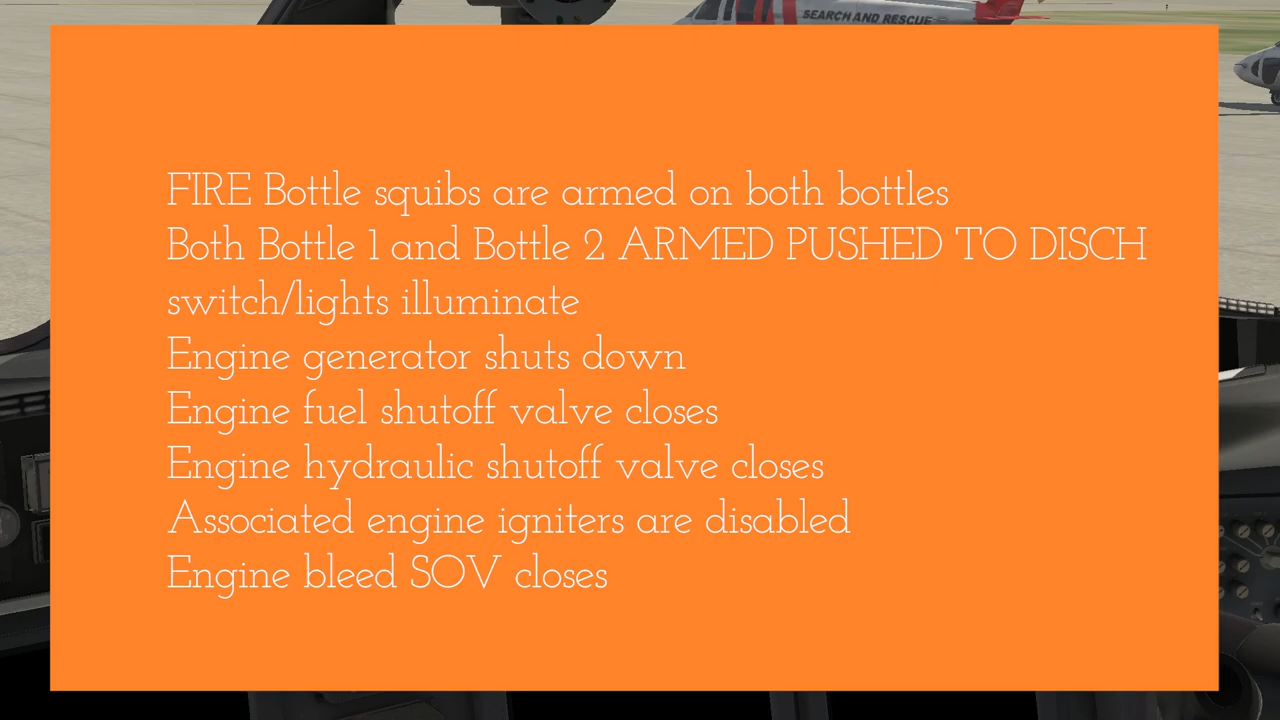 SEARCH AND RESCUE
FIRE Bottle squibs are armed on both bottles
Both Bottle 1 and Bottle 2 ARMED PUSHED TO DISCH
switch/lights illuminate
Engine generator shuts down
Engine fuel shutoff valve closes
Engine hydraulic shutoff valve closes
Associated engine igniters are disabled
Engine bleed SOV closes